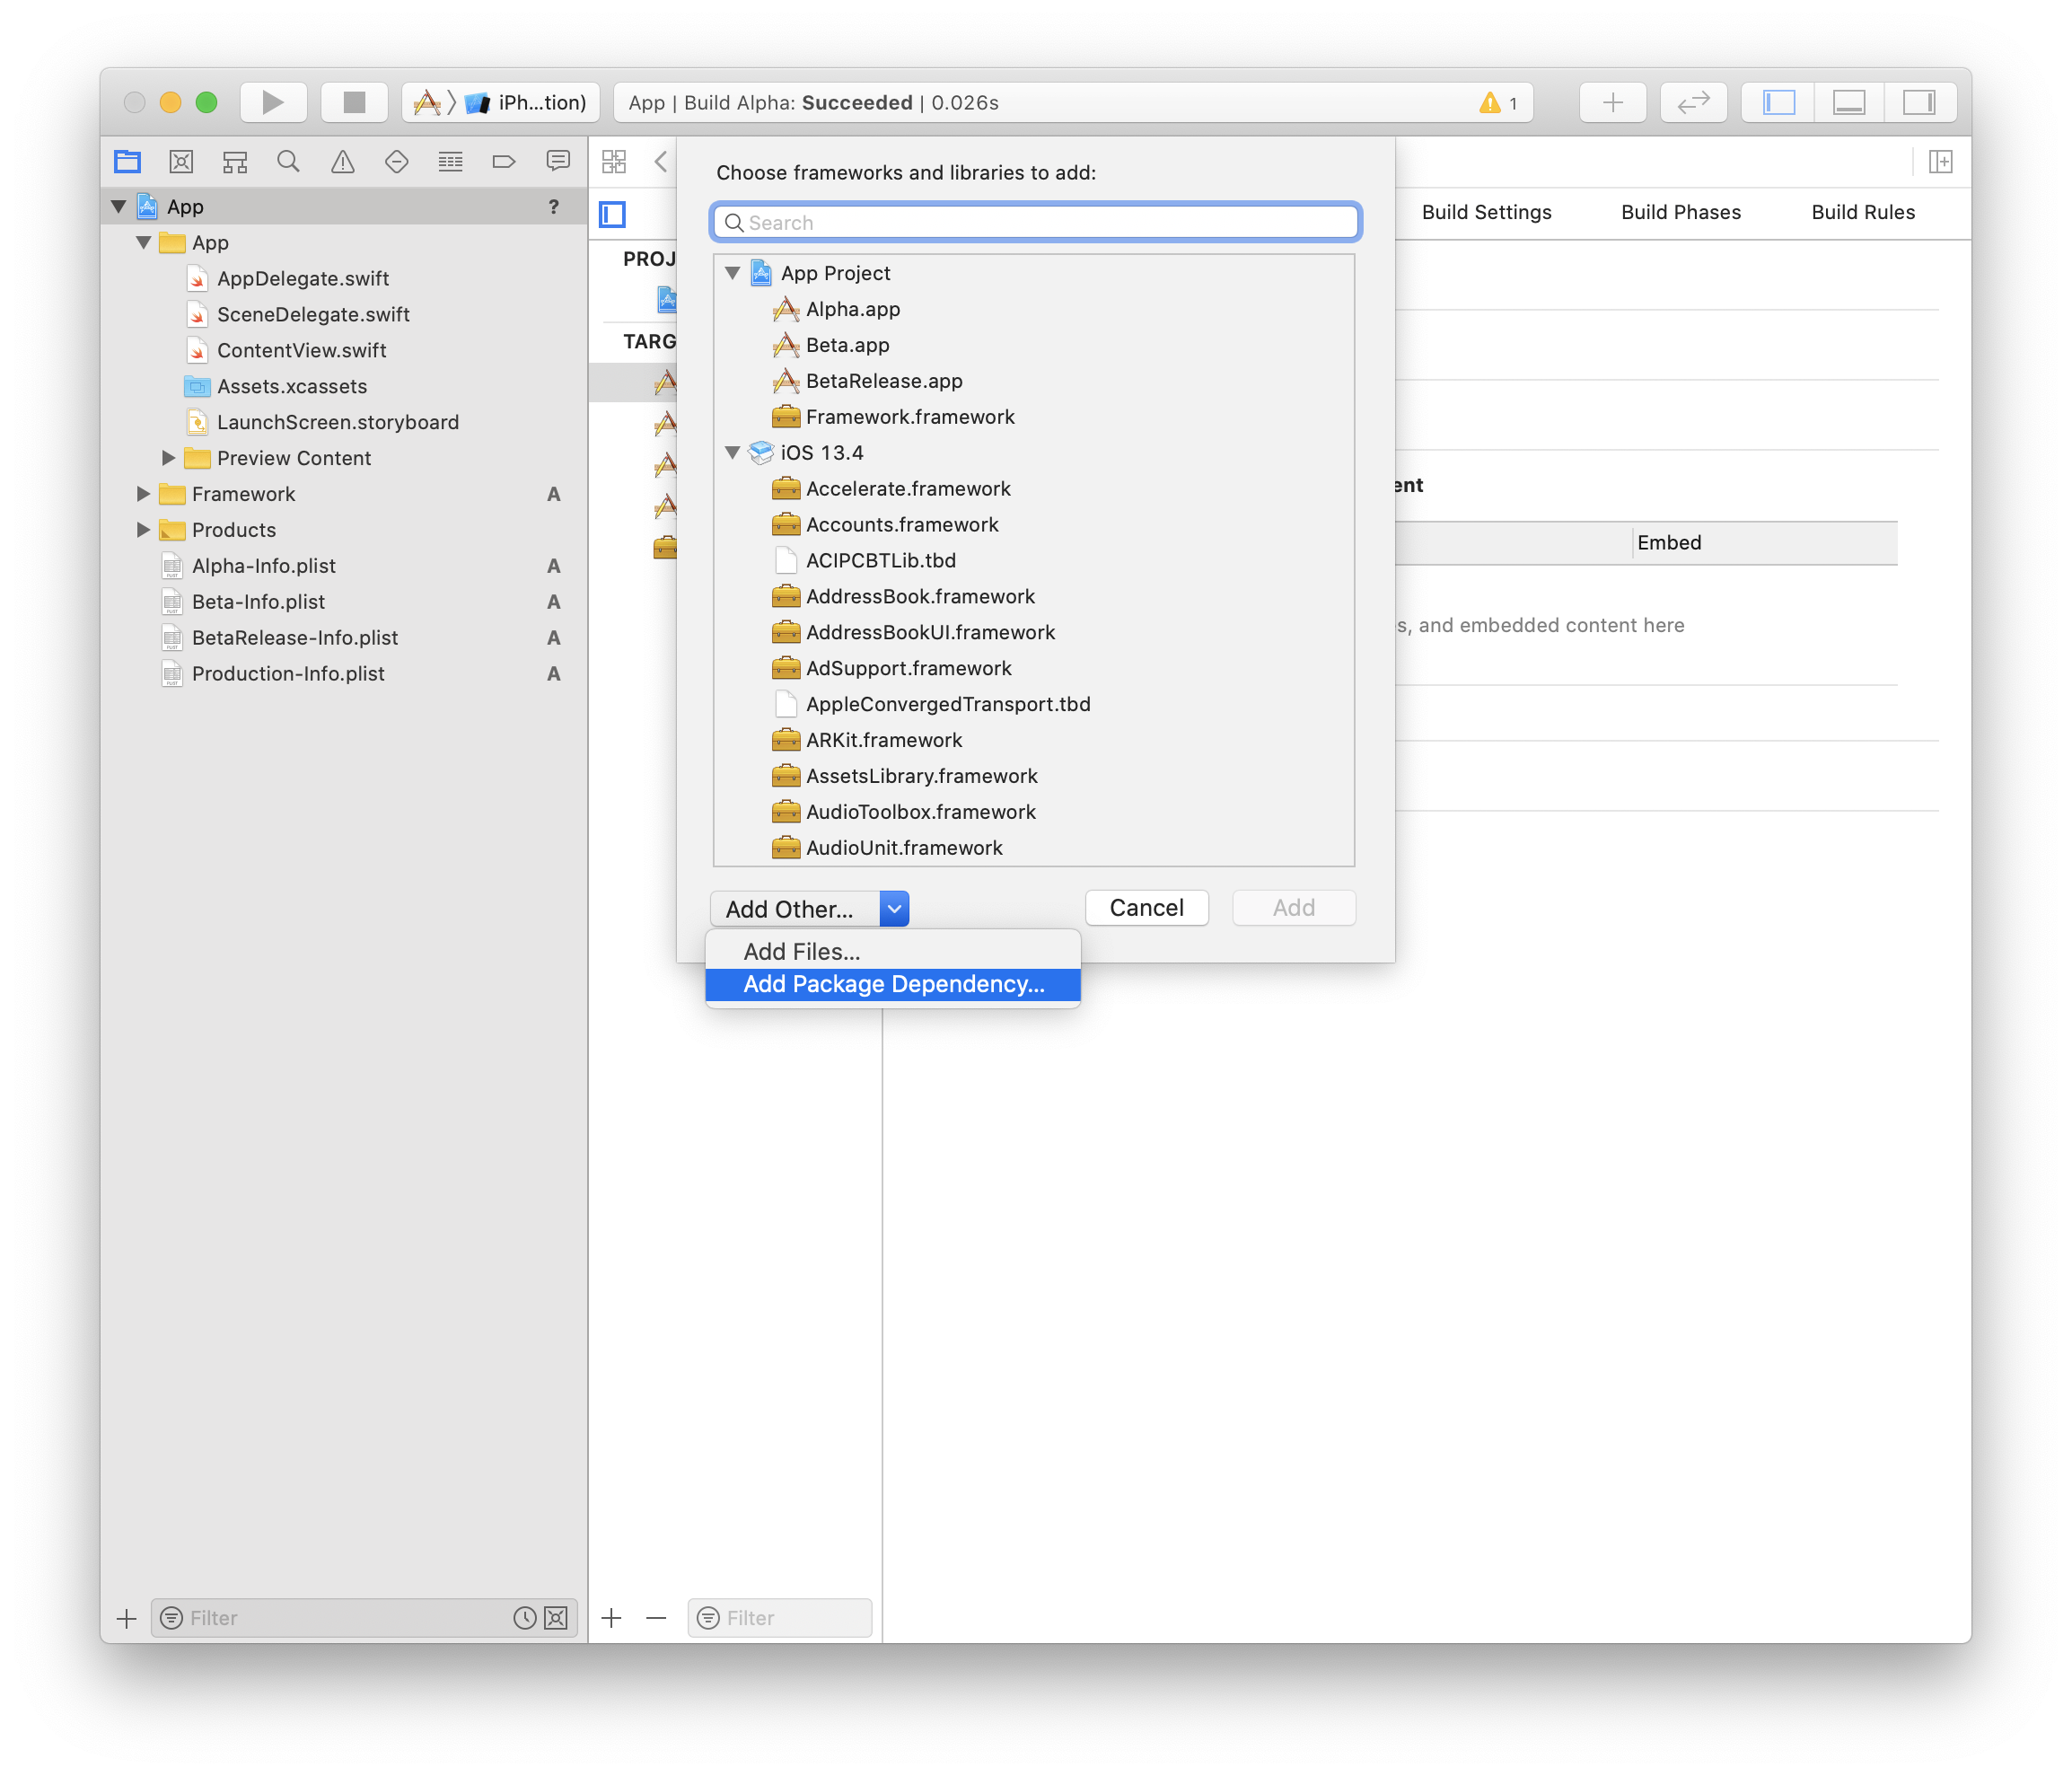 iPh...tion)
App | Build Alpha: Succeeded | 0.026s
1
App
?
App
AppDelegate.swift
SceneDelegate.swift
ContentView.swift
Assets.xcassets
LaunchScreen.storyboard
Preview Content
Framework
A
Products
Alpha-Info.plist
A
Beta-Info.plist
A
BetaRelease-Info.plist
A
Production-Info.plist
A
Filter
PROJ
TARG
Filter
Choose frameworks and libraries to add:
Search
App Project
Alpha.app
Beta.app
BetaRelease.app
Framework.framework
iOS 13.4
Accelerate.framework
Accounts.framework
ACIPCBTLib.tbd
AddressBook.framework
AddressBookUI.framework
AdSupport.framework
AppleConvergedTransport.tbd
ARKit.framework
AssetsLibrary.framework
AudioToolbox.framework
AudioUnit.framework
Add Other...
Cancel
Add
Add Files...
Add Package Dependency...
Build Settings
Build Phases
Build Rules
ent
Embed
s, and embedded content here